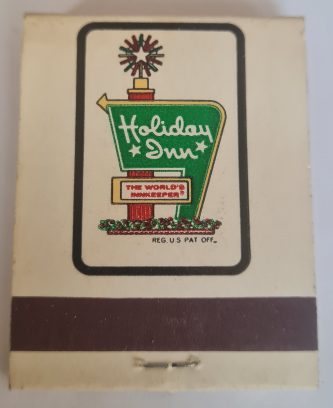 Holiday
Inn
THE WORLD'S
INNKEEPER®
REG. U.S. PAT. OFF.